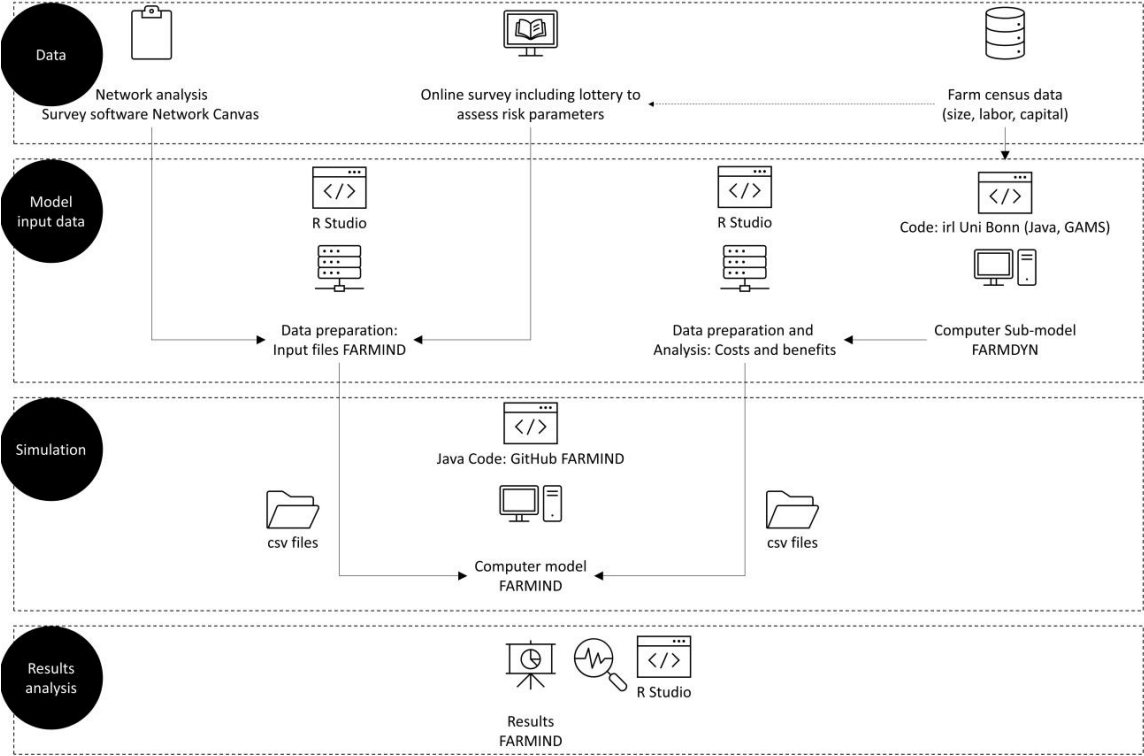 Data
Network analysis
Survey software Network Canvas
Online survey including lottery to
assess risk parameters
Farm census data
(size, labor, capital)
Model
input data
R Studio
R Studio
Code: irl Uni Bonn (Java, GAMS)
Data preparation:
Input files FARMIND
Data preparation and
Analysis: Costs and benefits
Computer Sub-model
FARMDYN
Simulation
Java Code: GitHub FARMIND
csv files
csv files
Computer model
FARMIND
Results
analysis
R Studio
Results
FARMIND